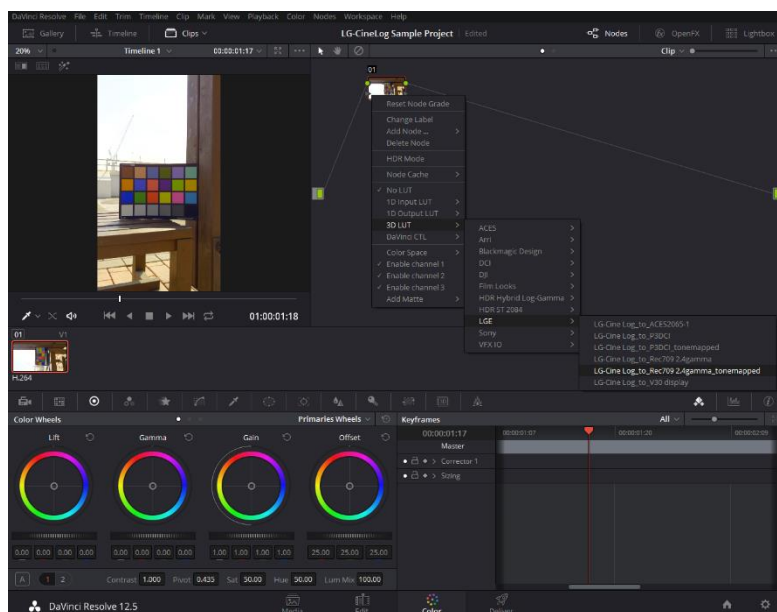 DaVinci Resolve File Edit Trim Timeline Clip Mark View Playback Color Nodes Workspace Help
Gallery Timeline Clips LG-CineLog Sample Project Edited Nodes OpenFX Lightbox
20% Timeline 1 00:00:01:17 Clip
01
Reset Node Grade
Change Label
Add Node ...
Delete Node
HDR Mode
Node Cache
No LUT
1D Input LUT
1D Output LUT
3D LUT
DaVinci CTL
Color Space
Enable channel 1
Enable channel 2
Enable channel 3
Add Matte
ACES
Arri
Blackmagic Design
DCI
DJI
Film Looks
HDR Hybrid Log-Gamma
HDR ST 2084
LGE
Sony
VFX IO
LG-Cine Log_to_ACES2065-1
LG-Cine Log_to_P3DCI
LG-Cine Log_to_P3DCI_tonemapped
LG-Cine Log_to_Rec709 2.4gamma
LG-Cine Log_to_Rec709 2.4gamma_tonemapped
LG-Cine Log_to_V30 display
01:00:01:18
01 V1
H.264
Color Wheels Primaries Wheels Keyframes All
Lift Gamma Gain Offset
00:00:01:17 00:00:01:07 00:00:01:20 00:00:02:09
Master
Corrector 1
Sizing
0.00 0.00 0.00 0.00 0.00 0.00 0.00 0.00 1.00 1.00 1.00 1.00 25.00 25.00 25.00
A 1 2 Contrast 1.000 Pivot 0.435 Sat 50.00 Hue 50.00 Lum Mix 100.00
DaVinci Resolve 12.5 Media Edit Color Deliver